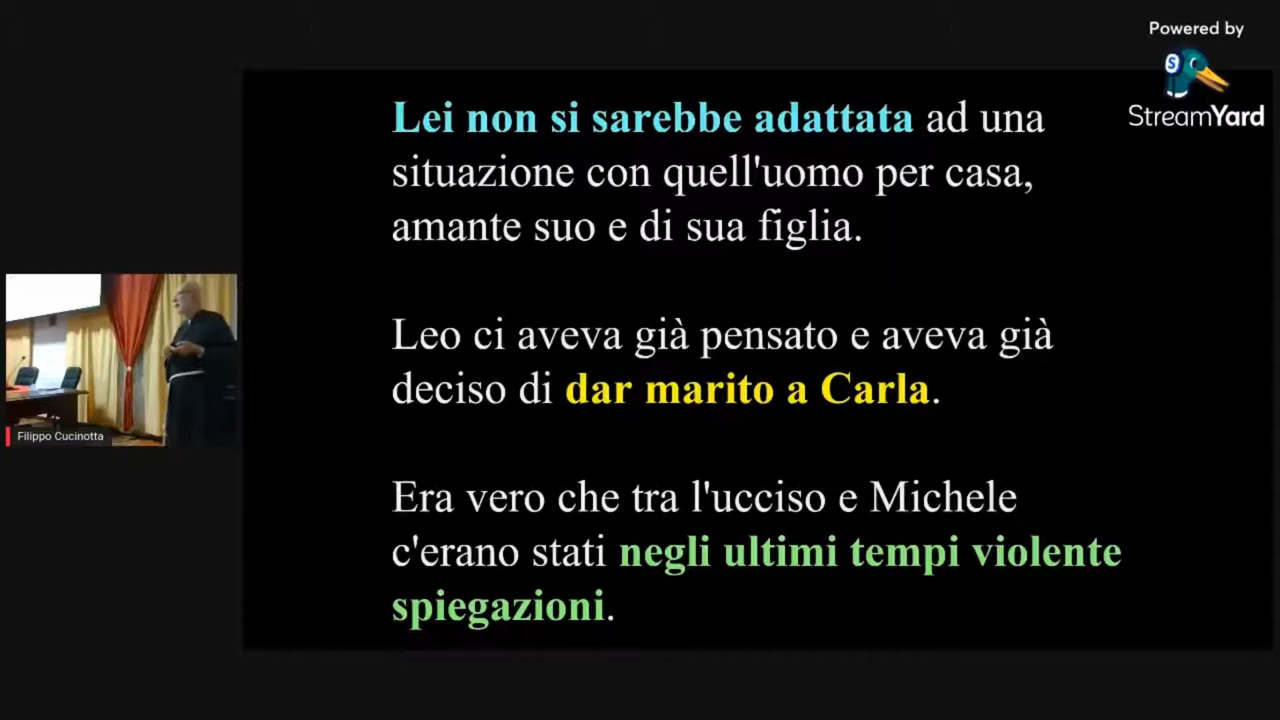 Powered by
StreamYard
Lei non si sarebbe adattata ad una
situazione con quell'uomo per casa,
amante suo e di sua figlia.
Leo ci aveva già pensato e aveva già
deciso di dar marito a Carla.
Era vero che tra l'ucciso e Michele
c'erano stati negli ultimi tempi violente
spiegazioni.
Filippo Cucinotta